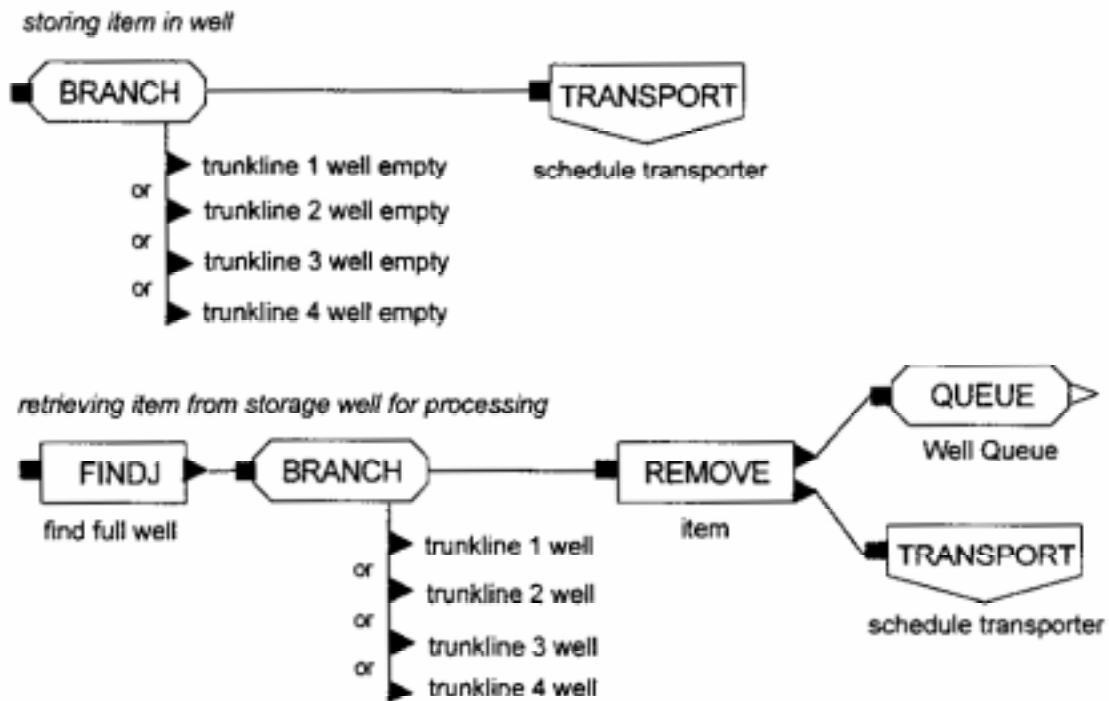 storing item in well
BRANCH
TRANSPORT
schedule transporter
trunkline 1 well empty
or
trunkline 2 well empty
or
trunkline 3 well empty
or
trunkline 4 well empty
retrieving item from storage well for processing
FINDJ
find full well
BRANCH
REMOVE
item
QUEUE
Well Queue
TRANSPORT
schedule transporter
trunkline 1 well
or
trunkline 2 well
or
trunkline 3 well
or
trunkline 4 well